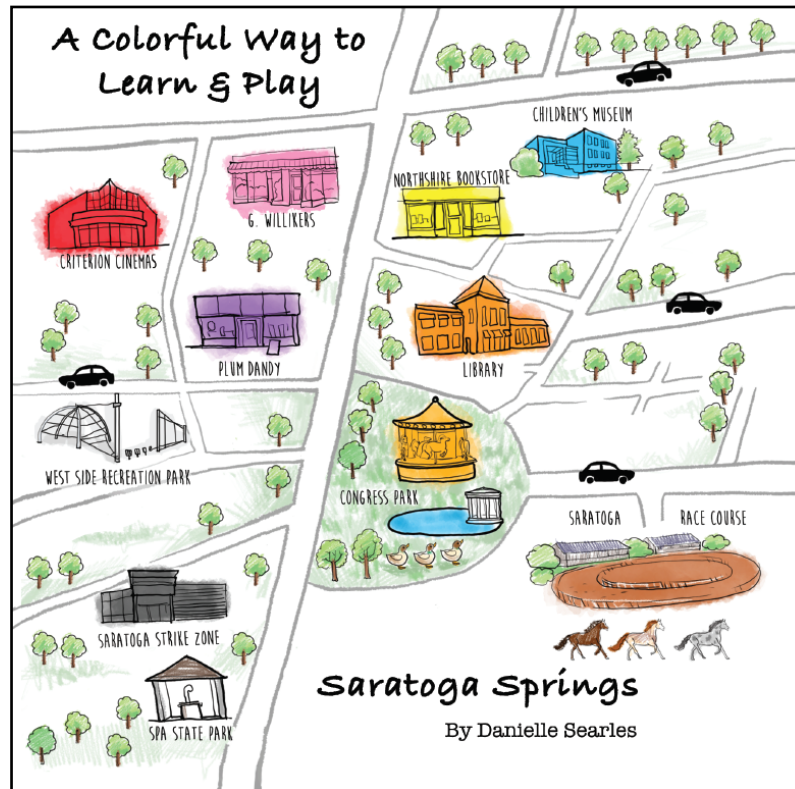 A Colorful Way to
Learn & Play
CHILDREN'S MUSEUM
NORTHSHIRE BOOKSTORE
G. WILLIKERS
CRITERION CINEMAS
PLUM DANDY
LIBRARY
WEST SIDE RECREATION PARK
CONGRESS PARK
SARATOGA RACE COURSE
SARATOGA STRIKE ZONE
SPA STATE PARK
Saratoga Springs
By Danielle Searles